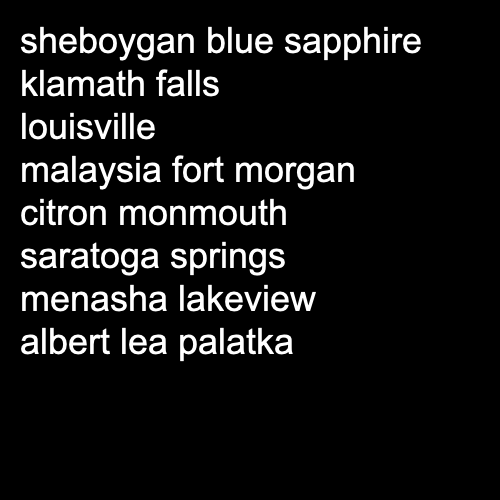 sheboygan blue sapphire
klamath falls
louisville
malaysia fort morgan
citron monmouth
saratoga springs
menasha lakeview
albert lea palatka